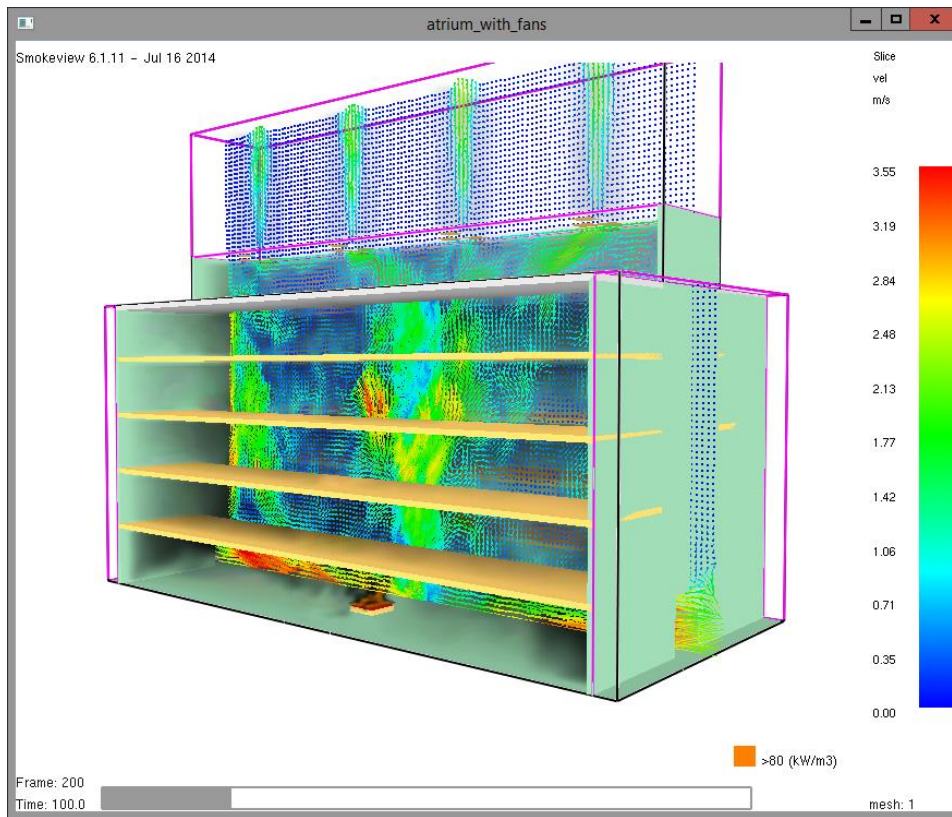 atrium_with_fans
Smokeview 6.1.11 - Jul 16 2014
Slice
vel
m/s
3.55
3.19
2.84
2.48
2.13
1.77
1.42
1.06
0.71
0.35
0.00
>80 (kW/m3)
Frame: 200
Time: 100.0
mesh: 1